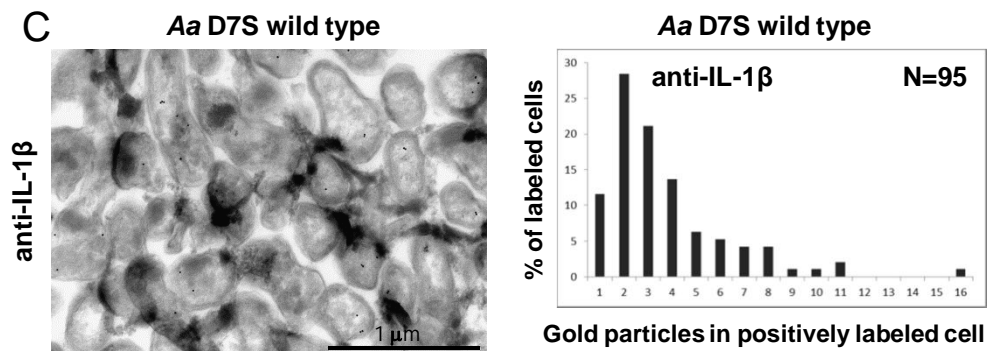 C
Aa D7S wild type
anti-IL-1β
1 μm
Aa D7S wild type
anti-IL-1β N=95
% of labeled cells
30
25
20
15
10
5
0
1 2 3 4 5 6 7 8 9 10 11 12 13 14 15 16
Gold particles in positively labeled cell